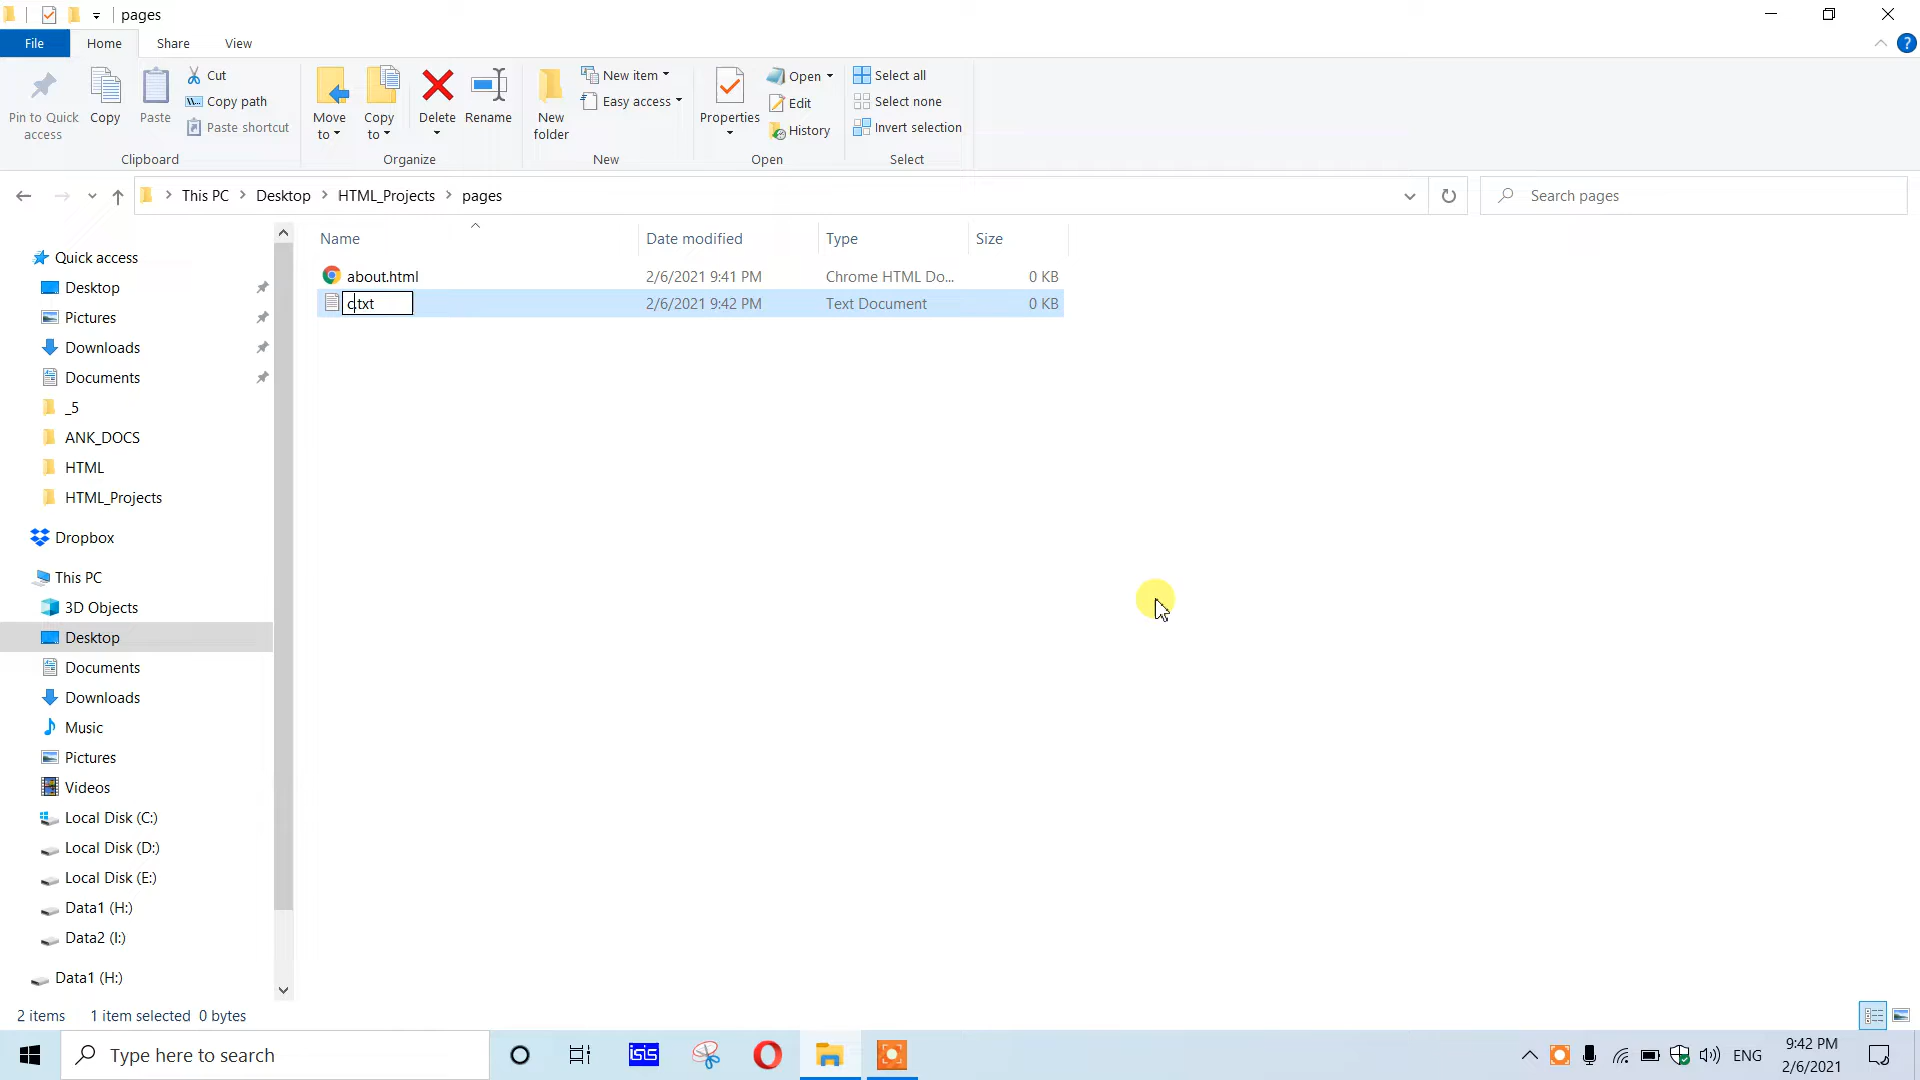 pages
File Home Share View
Pin to Quick access
Copy
Paste
Cut
Copy path
Paste shortcut
Clipboard
Move to
Copy to
Delete
Rename
Organize
New folder
New item
Easy access
New
Properties
Open
Edit
History
Open
Select all
Select none
Invert selection
Select
This PC > Desktop > HTML_Projects > pages
Search pages
Name Date modified Type Size
about.html 2/6/2021 9:41 PM Chrome HTML Do... 0 KB
c.txt 2/6/2021 9:42 PM Text Document 0 KB
Quick access
Desktop
Pictures
Downloads
Documents
_5
ANK_DOCS
HTML
HTML_Projects
Dropbox
This PC
3D Objects
Desktop
Documents
Downloads
Music
Pictures
Videos
Local Disk (C:)
Local Disk (D:)
Local Disk (E:)
Data1 (H:)
Data2 (I:)
Data1 (H:)
2 items 1 item selected 0 bytes
Type here to search
isis
ENG
9:42 PM
2/6/2021